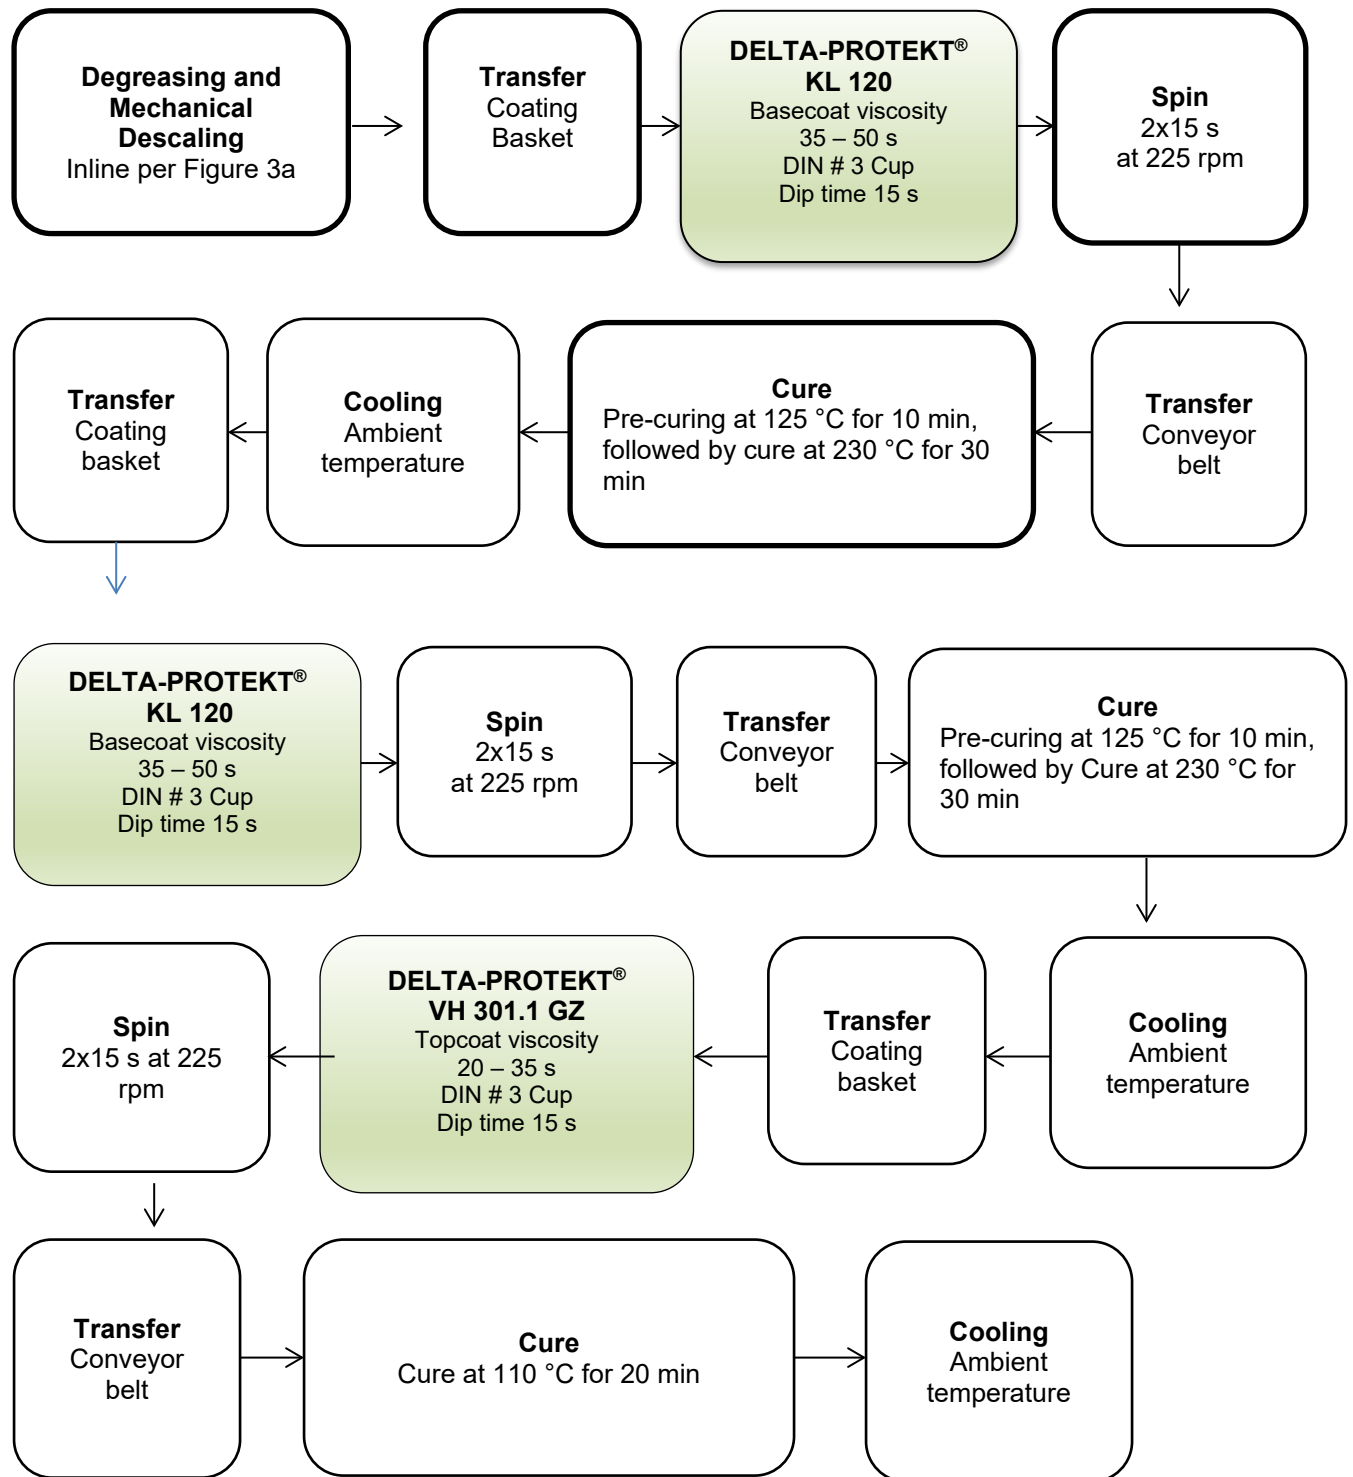 Degreasing and
Mechanical
Descaling
Inline per Figure 3a
Transfer
Coating
Basket
DELTA-PROTEKT®
KL 120
Basecoat viscosity
35 – 50 s
DIN # 3 Cup
Dip time 15 s
Spin
2x15 s
at 225 rpm
Transfer
Conveyor
belt
Cure
Pre-curing at 125 °C for 10 min,
followed by cure at 230 °C for 30
min
Cooling
Ambient
temperature
Transfer
Coating
basket
DELTA-PROTEKT®
KL 120
Basecoat viscosity
35 – 50 s
DIN # 3 Cup
Dip time 15 s
Spin
2x15 s
at 225 rpm
Transfer
Conveyor
belt
Cure
Pre-curing at 125 °C for 10 min,
followed by Cure at 230 °C for
30 min
Cooling
Ambient
temperature
Transfer
Coating
basket
DELTA-PROTEKT®
VH 301.1 GZ
Topcoat viscosity
20 – 35 s
DIN # 3 Cup
Dip time 15 s
Spin
2x15 s at 225
rpm
Transfer
Conveyor
belt
Cure
Cure at 110 °C for 20 min
Cooling
Ambient
temperature